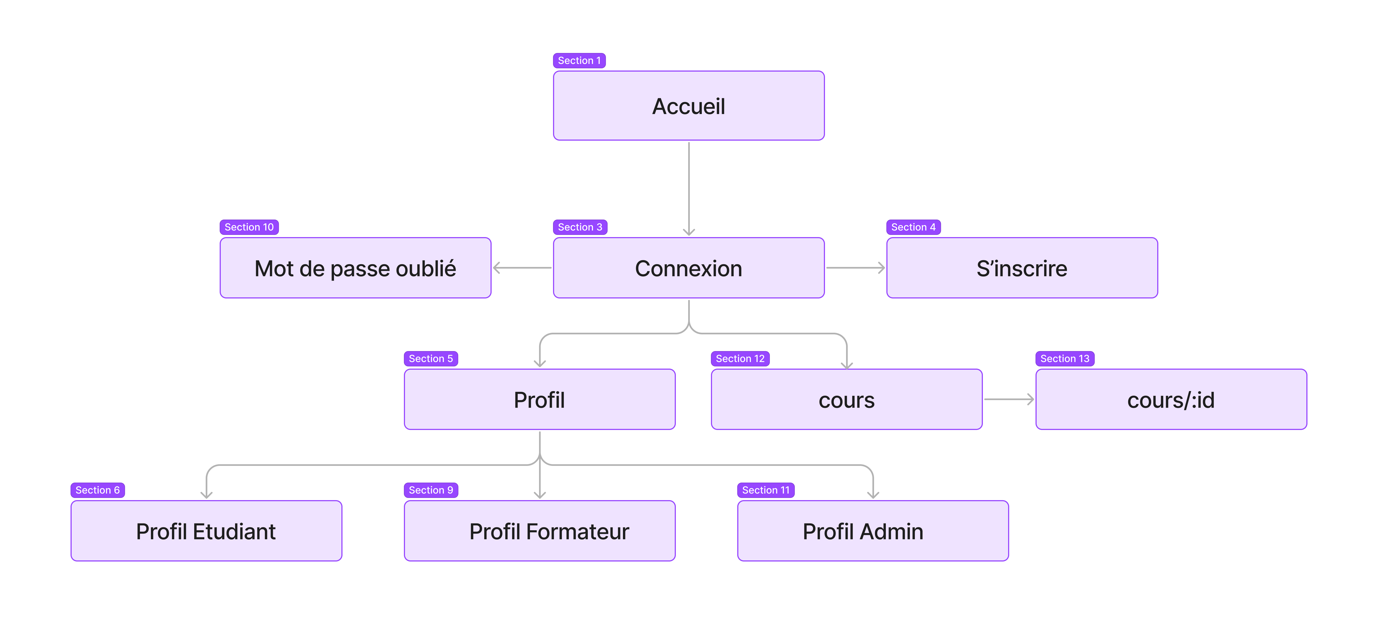 Section 1
Accueil
Section 10
Mot de passe oublié
Section 3
Connexion
Section 4
S’inscrire
Section 5
Profil
Section 12
cours
Section 13
cours/:id
Section 6
Profil Etudiant
Section 9
Profil Formateur
Section 11
Profil Admin